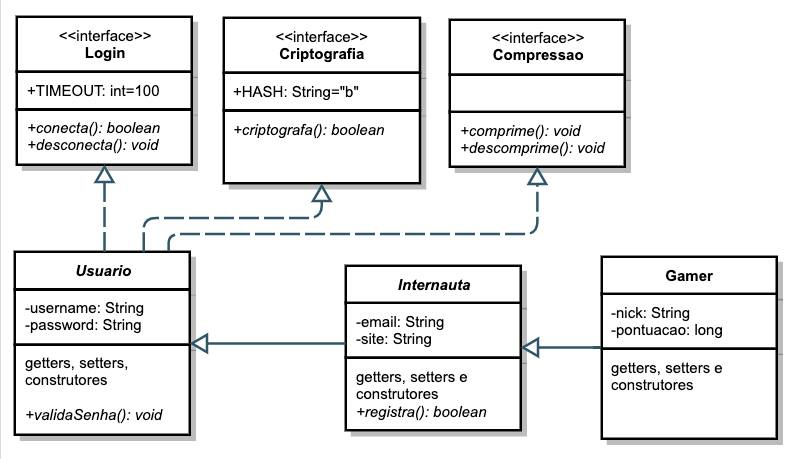 <<interface>>
Login
+TIMEOUT: int=100
+conecta(): boolean
+desconecta(): void
<<interface>>
Criptografia
+HASH: String="b"
+criptografa(): boolean
<<interface>>
Compressao
+comprime(): void
+descomprime(): void
Usuario
-username: String
-password: String
getters, setters,
construtores
+validaSenha(): void
Internauta
-email: String
-site: String
getters, setters e
construtores
+registra(): boolean
Gamer
-nick: String
-pontuacao: long
getters, setters e
construtores